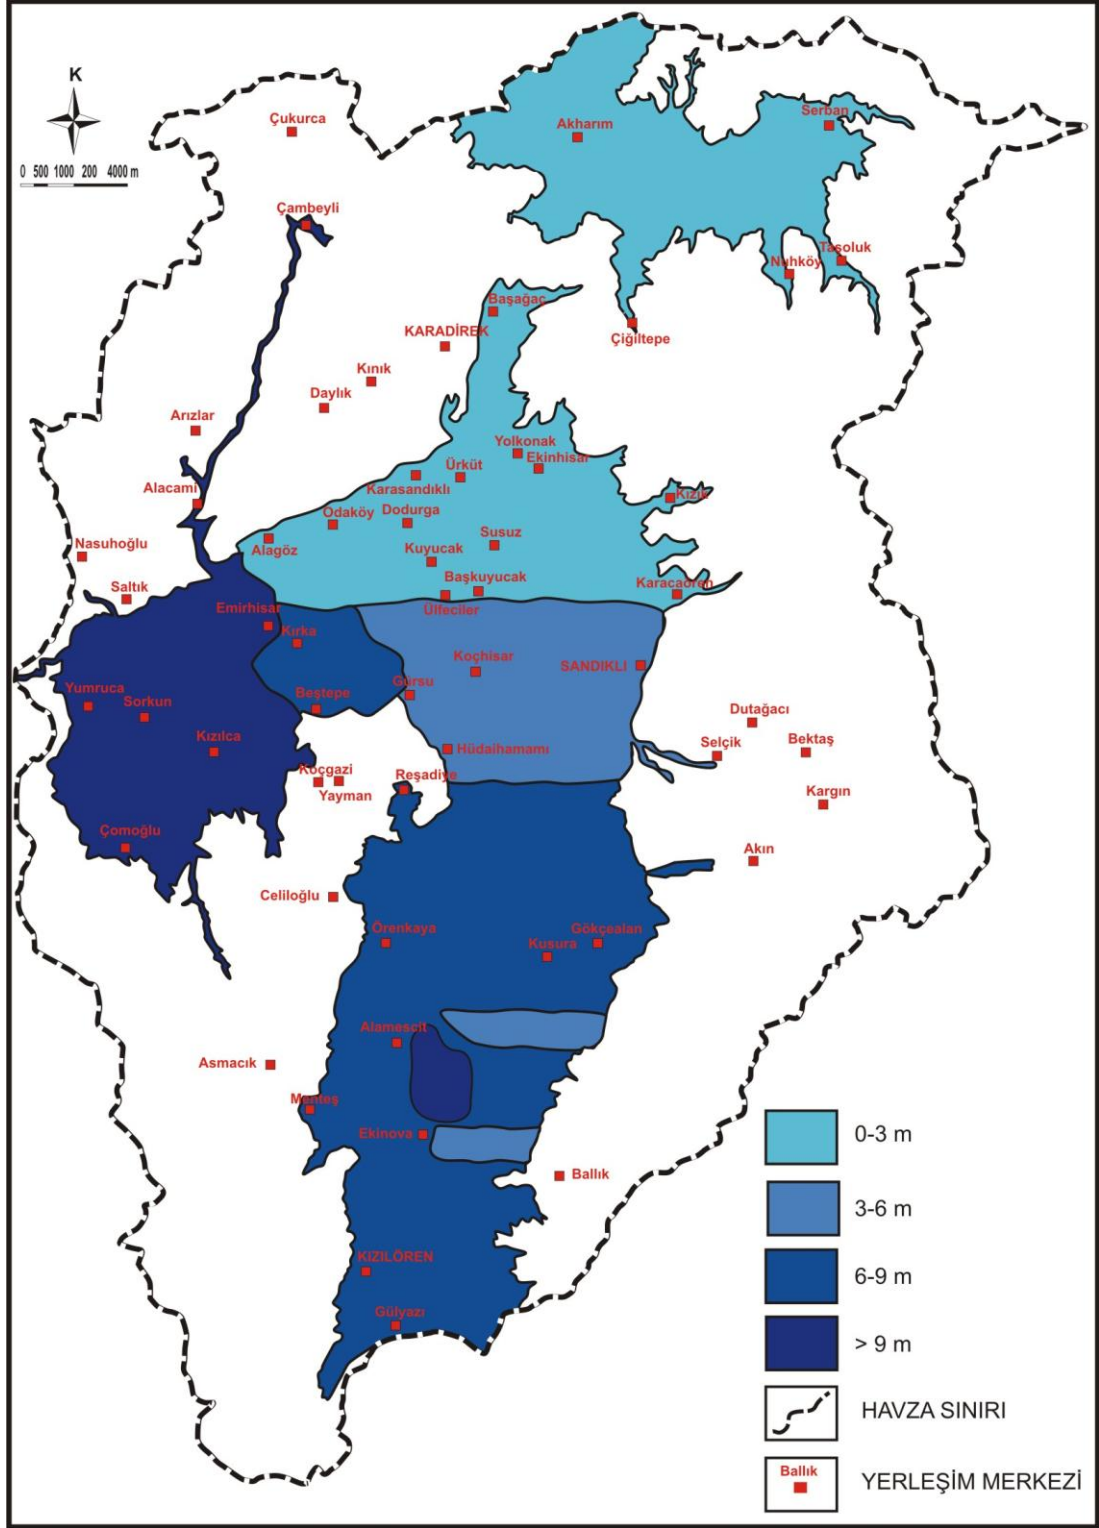 K
0 500 1000 200 4000 m
Çukurca
Akharım
Serban
Çambeyli
Nuhköy
Taşoluk
Başağaç
Çiğiltepe
KARADİREK
Kınık
Daylık
Arızlar
Yolkonak
Ekinhisar
Ürküt
Karasandıklı
Kızık
Alacami
Odaköy
Dodurga
Susuz
Alagöz
Nasuhoğlu
Kuyucak
Başkuyucak
Karacaören
Saltık
Emirhisar
Ülfeciler
Kırka
Koçhisar
SANDIKLI
Yumruca
Sorkun
Beştepe
Gürsu
Dutağacı
Kızılca
Hüdaihamamı
Selçik
Bektaş
Koçgazi
Yayman
Reşadiye
Kargın
Çomoğlu
Akın
Celiloğlu
Örenkaya
Kusura
Gökçealan
Alamescit
Asmacık
Menteş
Ekinova
Ballık
KIZILÖREN
Gülyazı
0-3 m
3-6 m
6-9 m
> 9 m
HAVZA SINIRI
Ballık
YERLEŞİM MERKEZİ